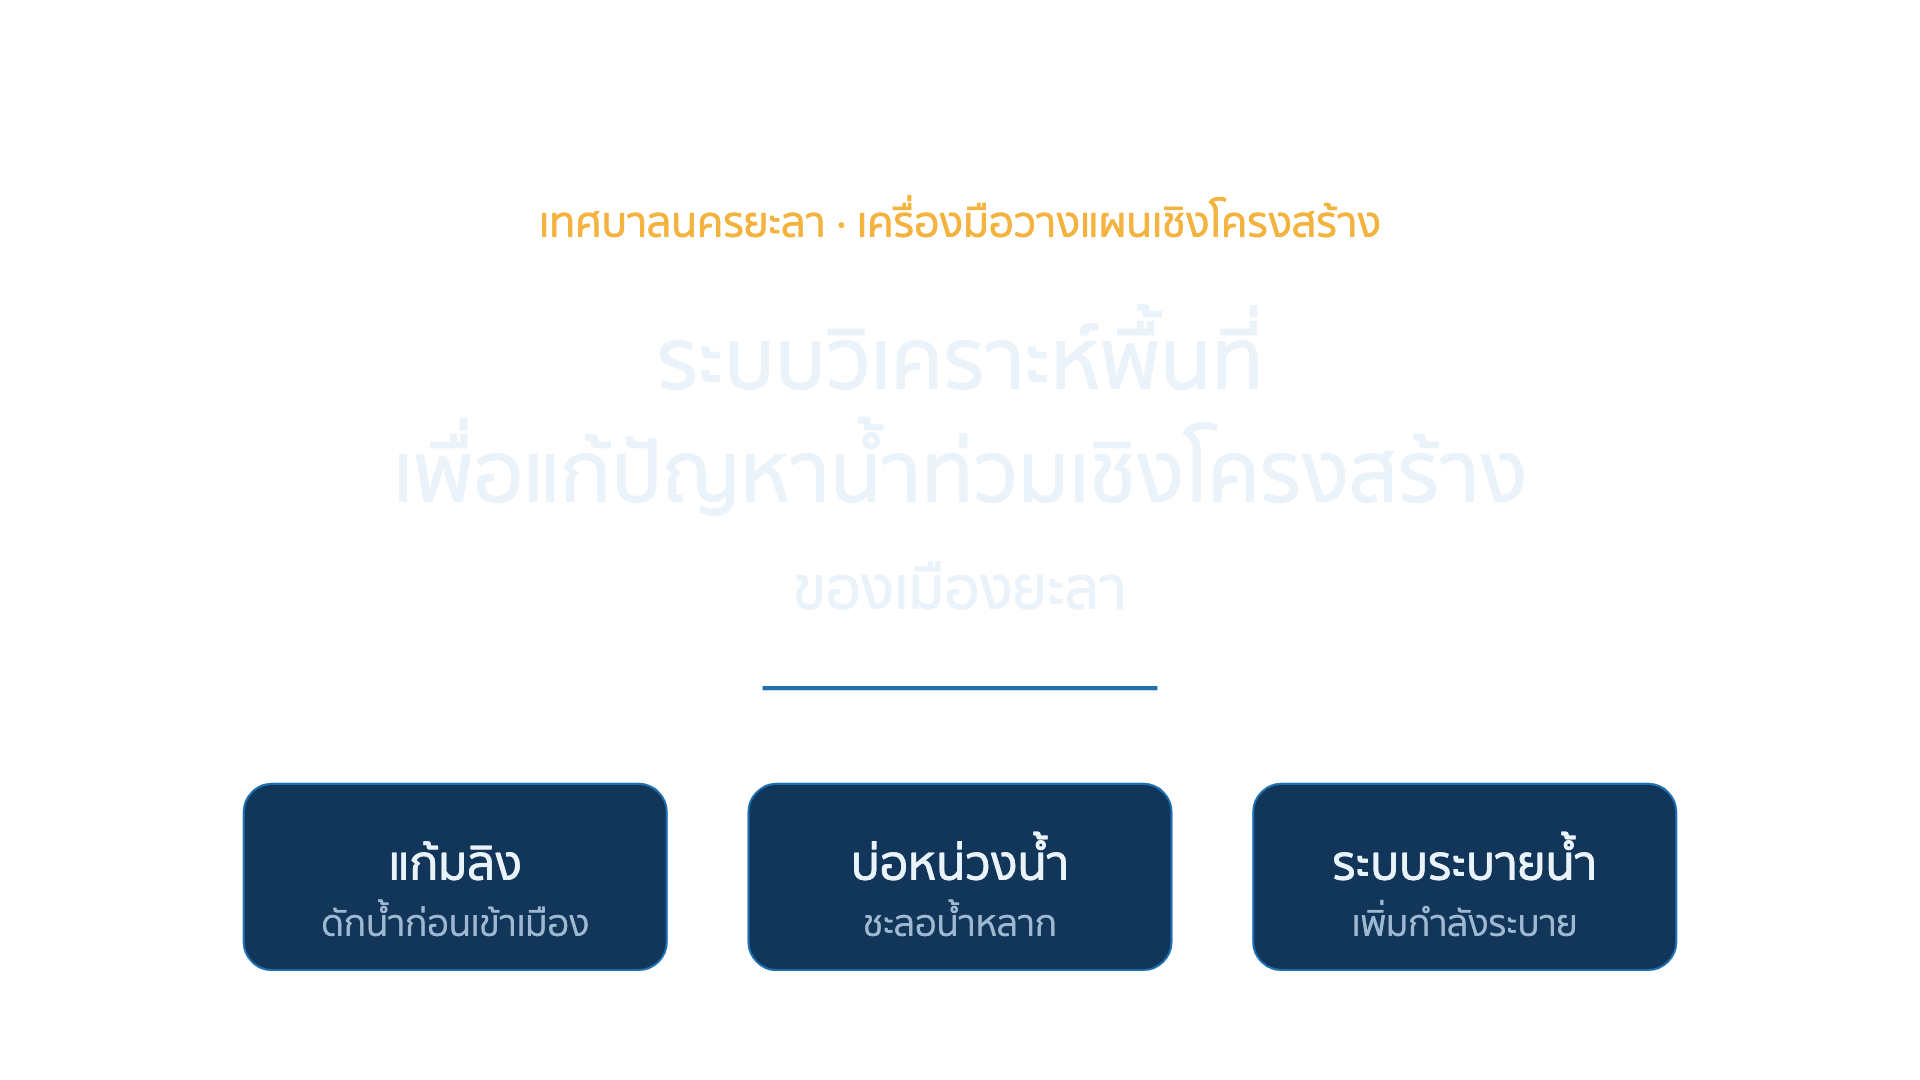 เทศบาลนครยะลา · เครื่องมือวางแผนเชิงโครงสร้าง
ระบบวิเคราะห์พื้นที่
เพื่อแก้ปัญหาน้ำท่วมเชิงโครงสร้าง
ของเมืองยะลา
แก้มลิง
ดักน้ำก่อนเข้าเมือง
บ่อหน่วงน้ำ
ชะลอน้ำหลาก
ระบบระบายน้ำ
เพิ่มกำลังระบาย